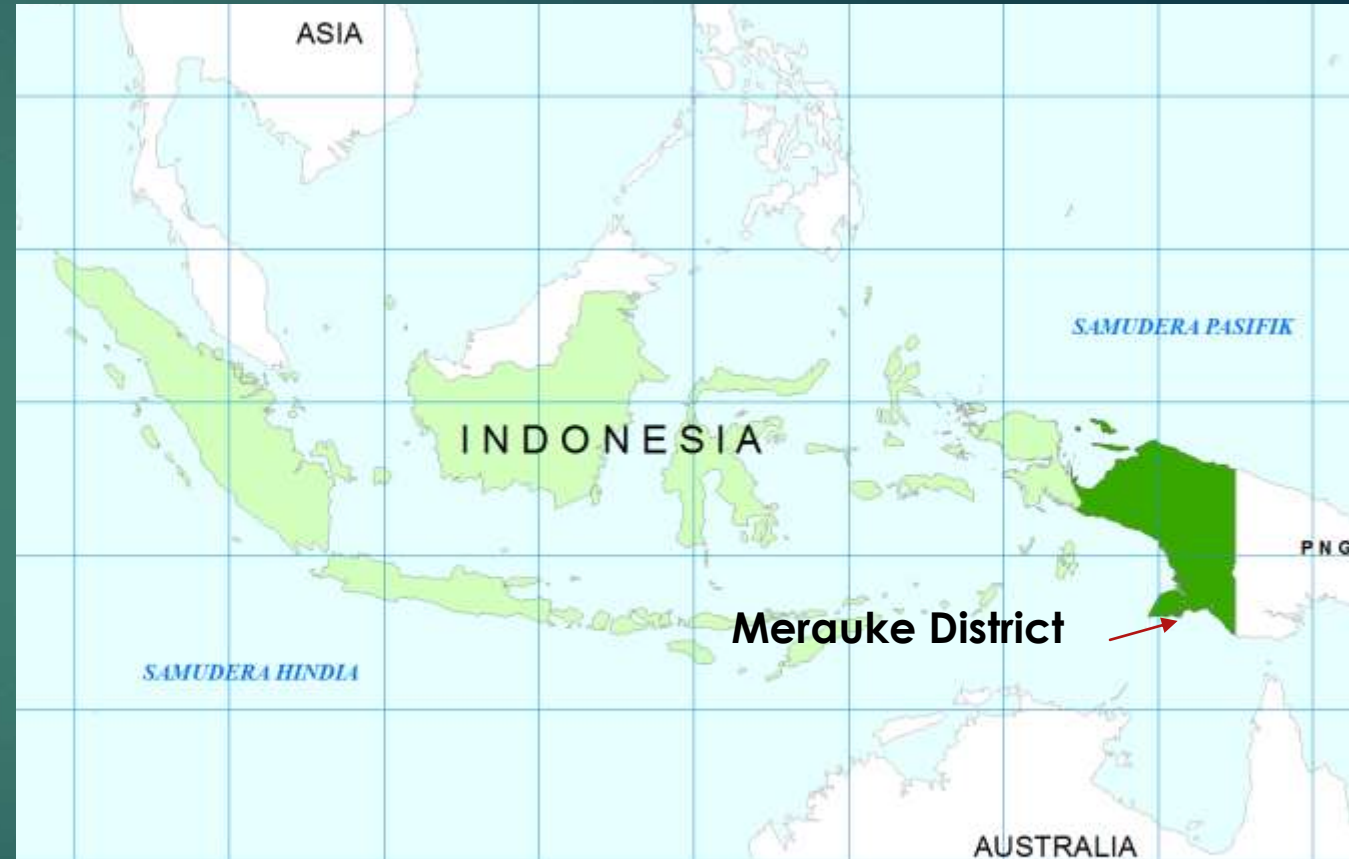 ASIA
SAMUDERA PASIFIK
INDONESIA
PNG
Merauke District
SAMUDERA HINDIA
AUSTRALIA